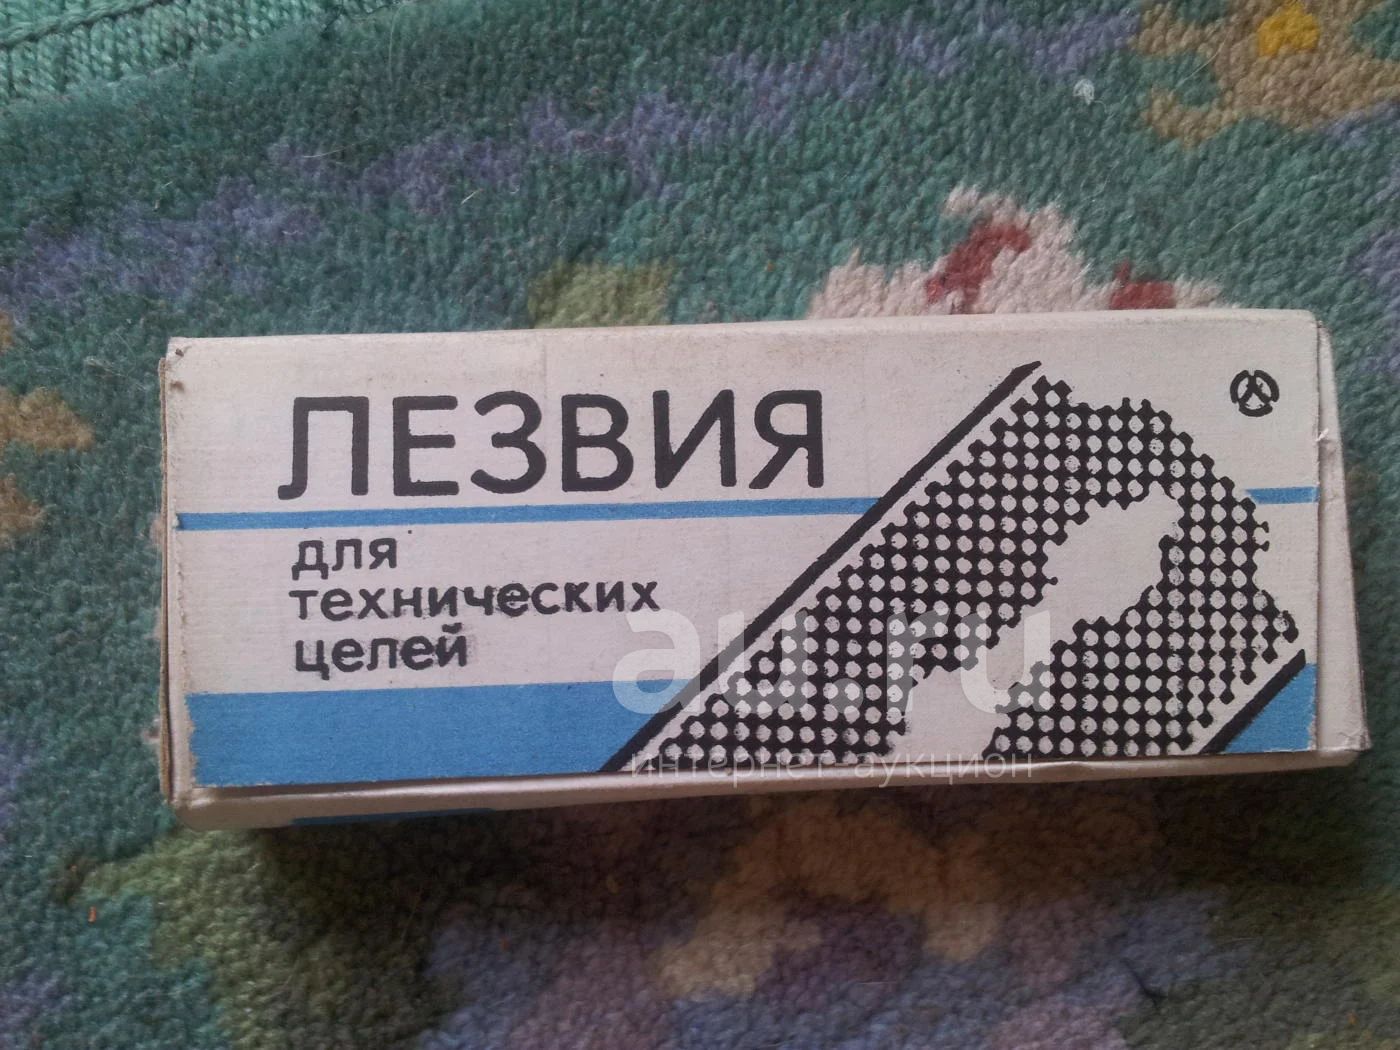 ЛЕЗВИЯ
для
технических
целей
au.ru
интернет-аукцион